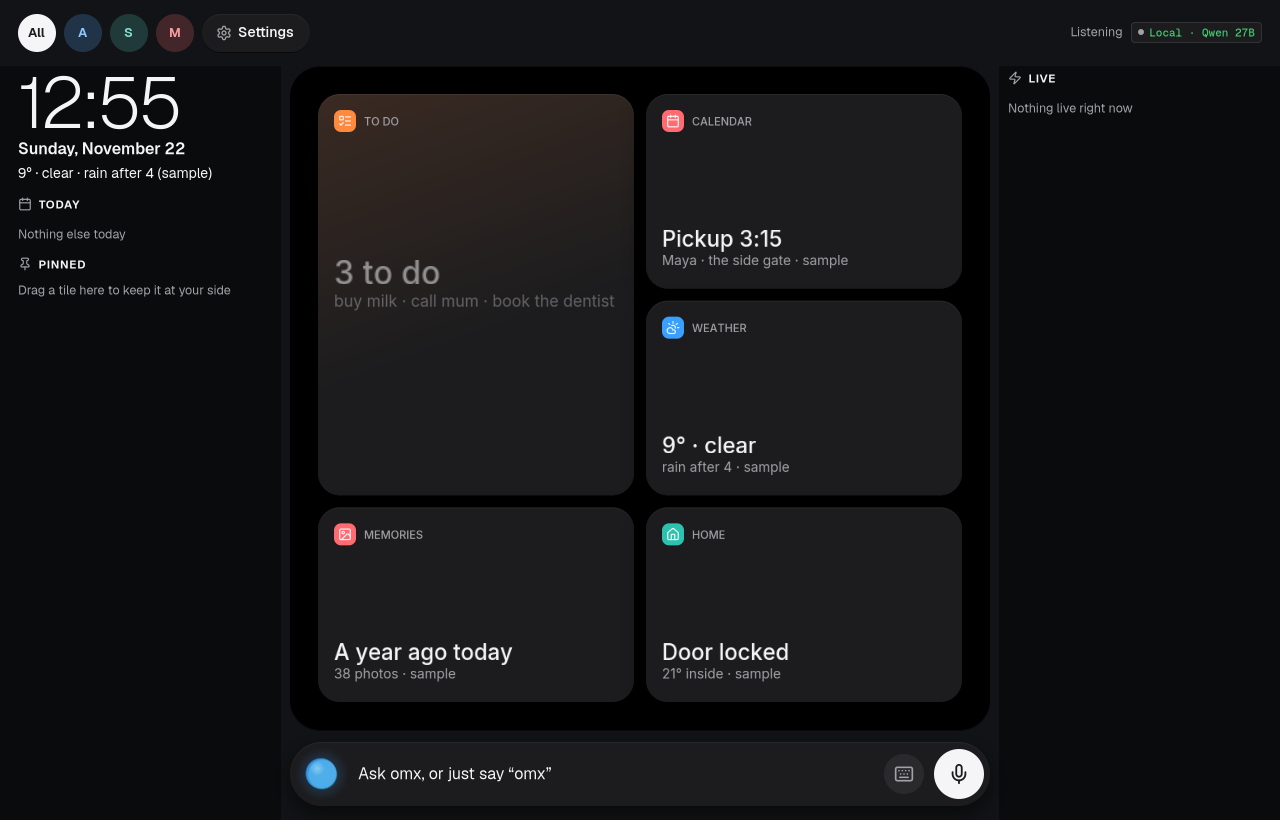 All
A
S
M
Settings
Listening
Local · Qwen 27B
12:55
Sunday, November 22
9° · clear · rain after 4 (sample)
TODAY
Nothing else today
PINNED
Drag a tile here to keep it at your side
TO DO
3 to do
buy milk · call mum · book the dentist
CALENDAR
Pickup 3:15
Maya · the side gate · sample
WEATHER
9° · clear
rain after 4 · sample
MEMORIES
A year ago today
38 photos · sample
HOME
Door locked
21° inside · sample
LIVE
Nothing live right now
Ask omx, or just say “omx”